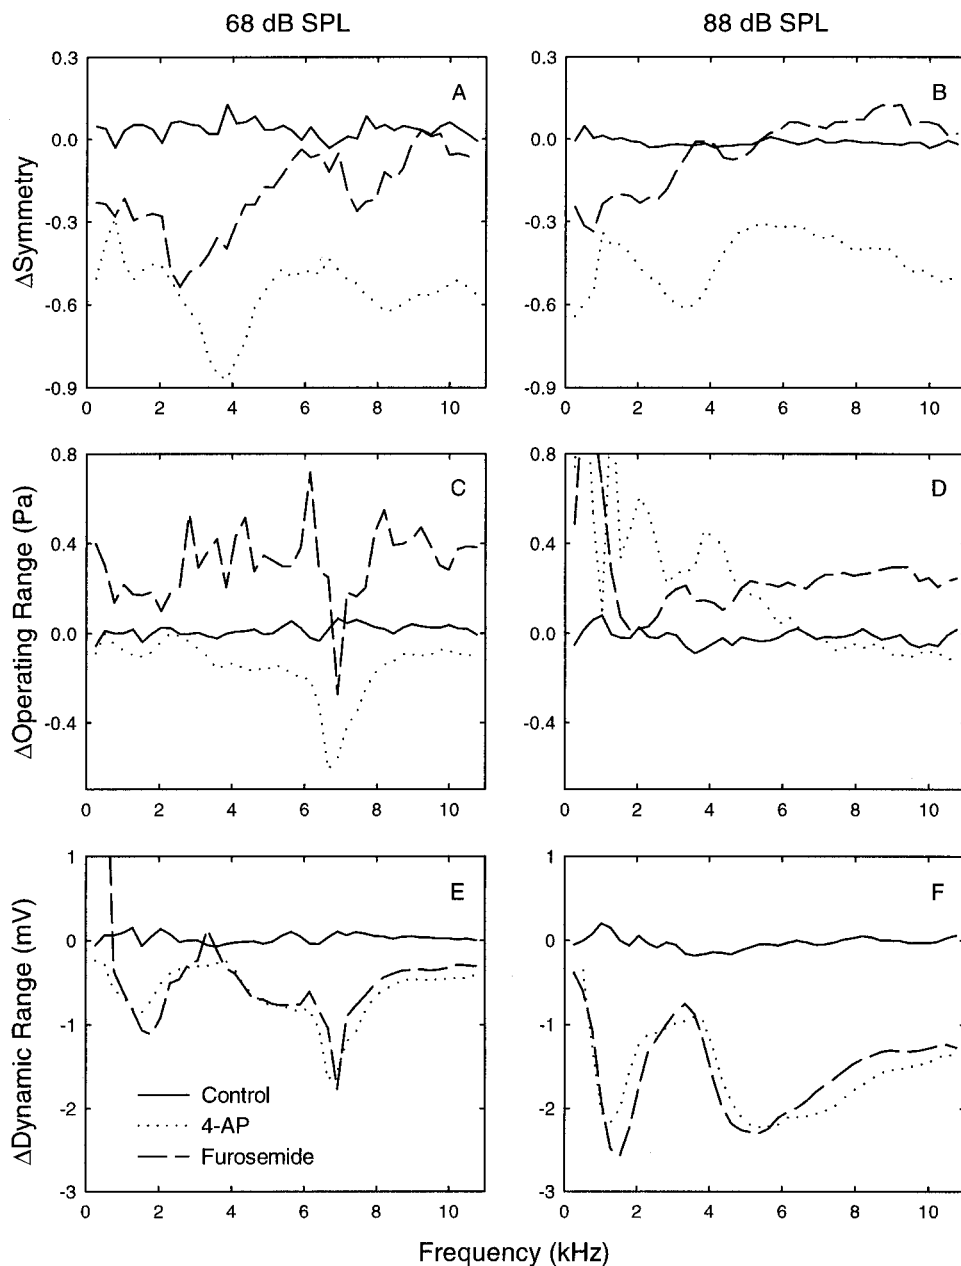 68 dB SPL
88 dB SPL
ΔSymmetry
0.3
0.0
-0.3
-0.6
-0.9
A
0 2 4 6 8 10
0.3
0.0
-0.3
-0.6
-0.9
B
0 2 4 6 8 10
ΔOperating Range (Pa)
0.8
0.4
0.0
-0.4
C
0 2 4 6 8 10
0.8
0.4
0.0
-0.4
D
0 2 4 6 8 10
ΔDynamic Range (mV)
1
0
-1
-2
-3
E
Control
4-AP
Furosemide
0 2 4 6 8 10
1
0
-1
-2
-3
F
0 2 4 6 8 10
Frequency (kHz)